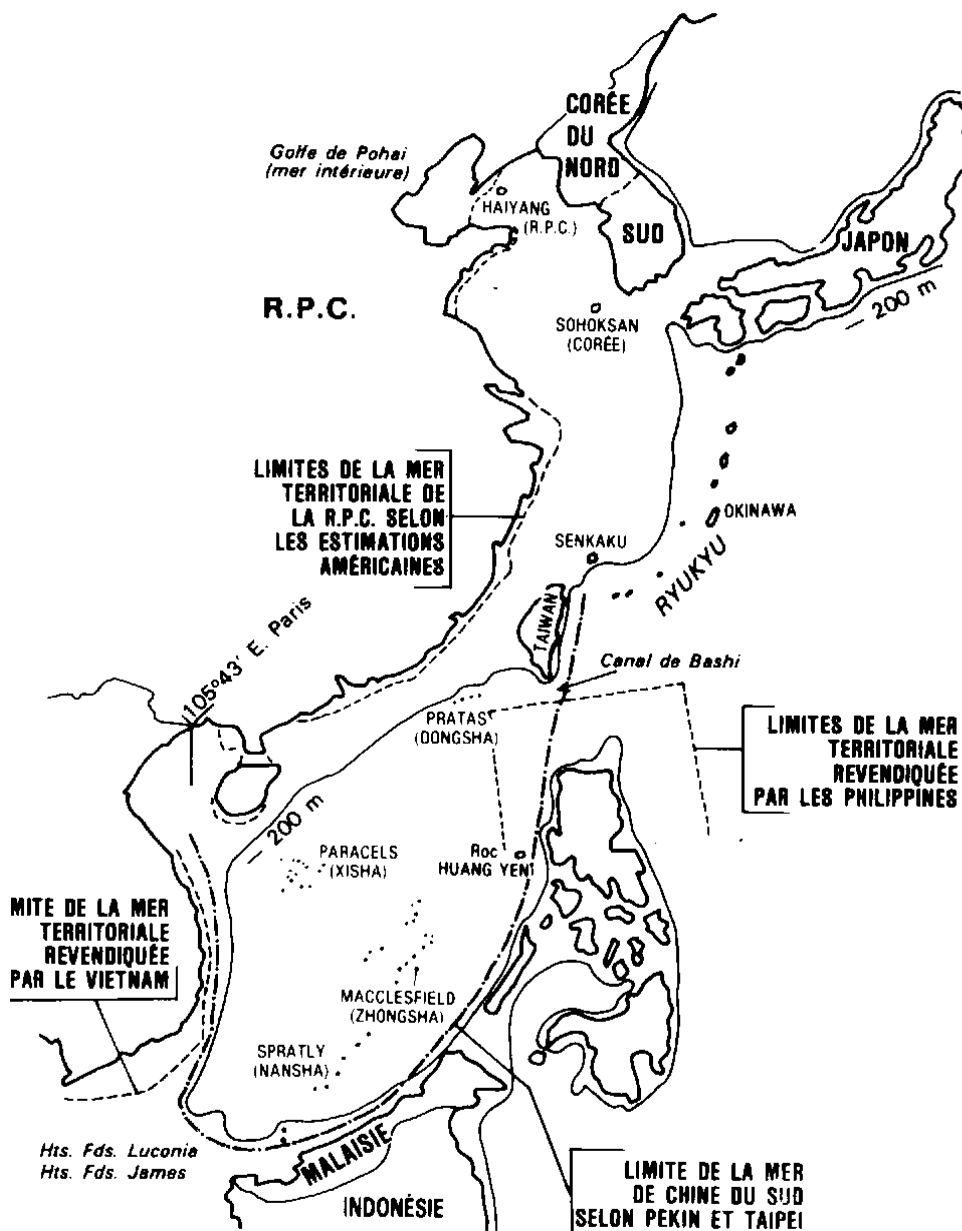 CORÉE
DU
NORD
Golfe de Pohai
(mer intérieure)
HAIYANG
(R.P.C.)
SUD
JAPON
R.P.C.
SOHOKSAN
(CORÉE)
— 200 m
LIMITES DE LA MER
TERRITORIALE DE
LA R.P.C. SELON
LES ESTIMATIONS
AMÉRICAINES
OKINAWA
SENKAKU
RYUKYU
TAIWAN
105°43' E. Paris
Canal de Bashi
PRATAS
(DONGSHA)
LIMITES DE LA MER
TERRITORIALE
REVENDIQUÉE
PAR LES PHILIPPINES
— 200 m
PARACELS
(XISHA)
Roc
HUANG YEN
MITE DE LA MER
TERRITORIALE
REVENDIQUÉE
PAR LE VIETNAM
MACCLESFIELD
(ZHONGSHA)
SPRATLY
(NANSHA)
Hts. Fds. Luconia
Hts. Fds. James
MALAISIE
INDONÉSIE
LIMITE DE LA MER
DE CHINE DU SUD
SELON PEKIN ET TAIPEI